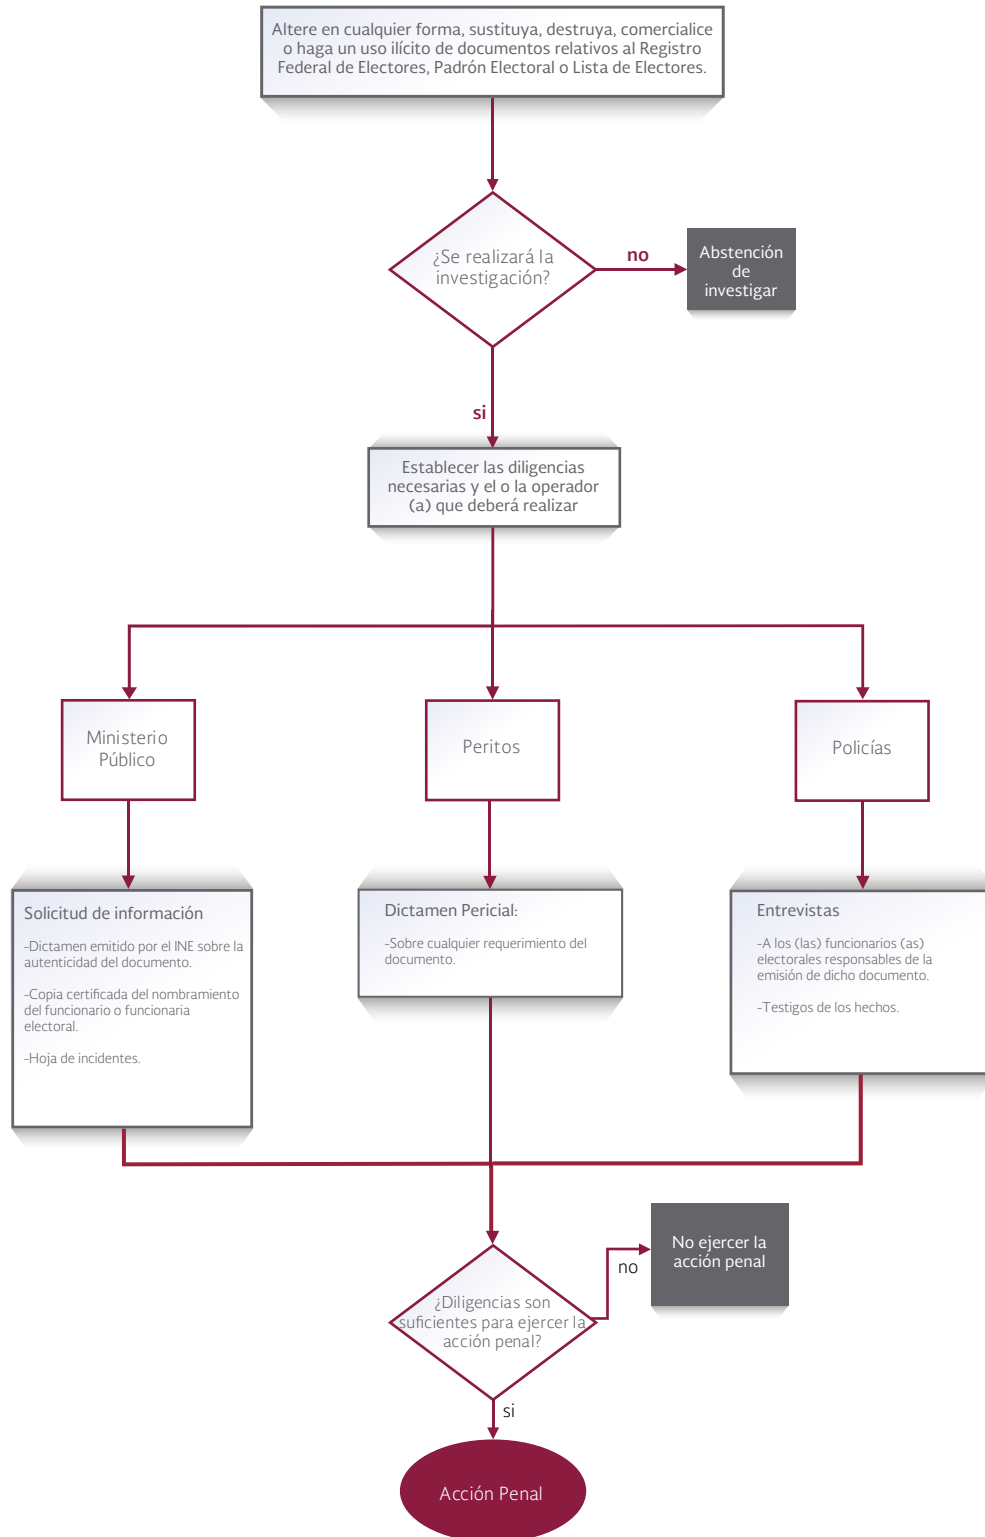 Altere en cualquier forma, sustituya, destruya, comercialice
o haga un uso ilícito de documentos relativos al Registro
Federal de Electores, Padrón Electoral o Lista de Electores.
¿Se realizará la
investigación?
no
Abstención
de
investigar
si
Establecer las diligencias
necesarias y el o la operador
(a) que deberá realizar
Ministerio
Público
Peritos
Policías
Solicitud de información
-Dictamen emitido por el INE sobre la
autenticidad del documento.
-Copia certificada del nombramiento
del funcionario o funcionaria
electoral.
-Hoja de incidentes.
Dictamen Pericial:
-Sobre cualquier requerimiento del
documento.
Entrevistas
-A los (las) funcionarios (as)
electorales responsables de la
emisión de dicho documento.
-Testigos de los hechos.
¿Diligencias son
suficientes para ejercer la
acción penal?
no
No ejercer la
acción penal
si
Acción Penal